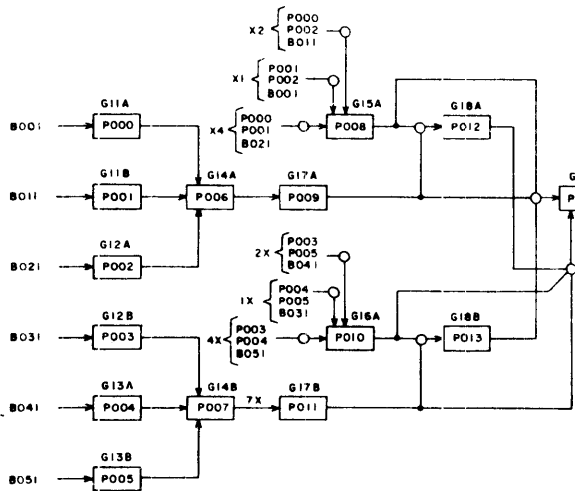 X2 { P000
P002
B011
X1 { P001
P002
B001
X4 { P000
P001
B021
G11A
B001 P000
G15A
P008
G18A
P012
G11B
B011 P001
G14A
P006
G17A
P009
G
P
G12A
B021 P002
2X { P003
P005
B041
1X { P004
P005
B031
4X { P003
P004
B051
G12B
B031 P003
G16A
P010
G18B
P013
G13A
B041 P004
G14B
P007
7X
G17B
P011
G13B
B051 P005